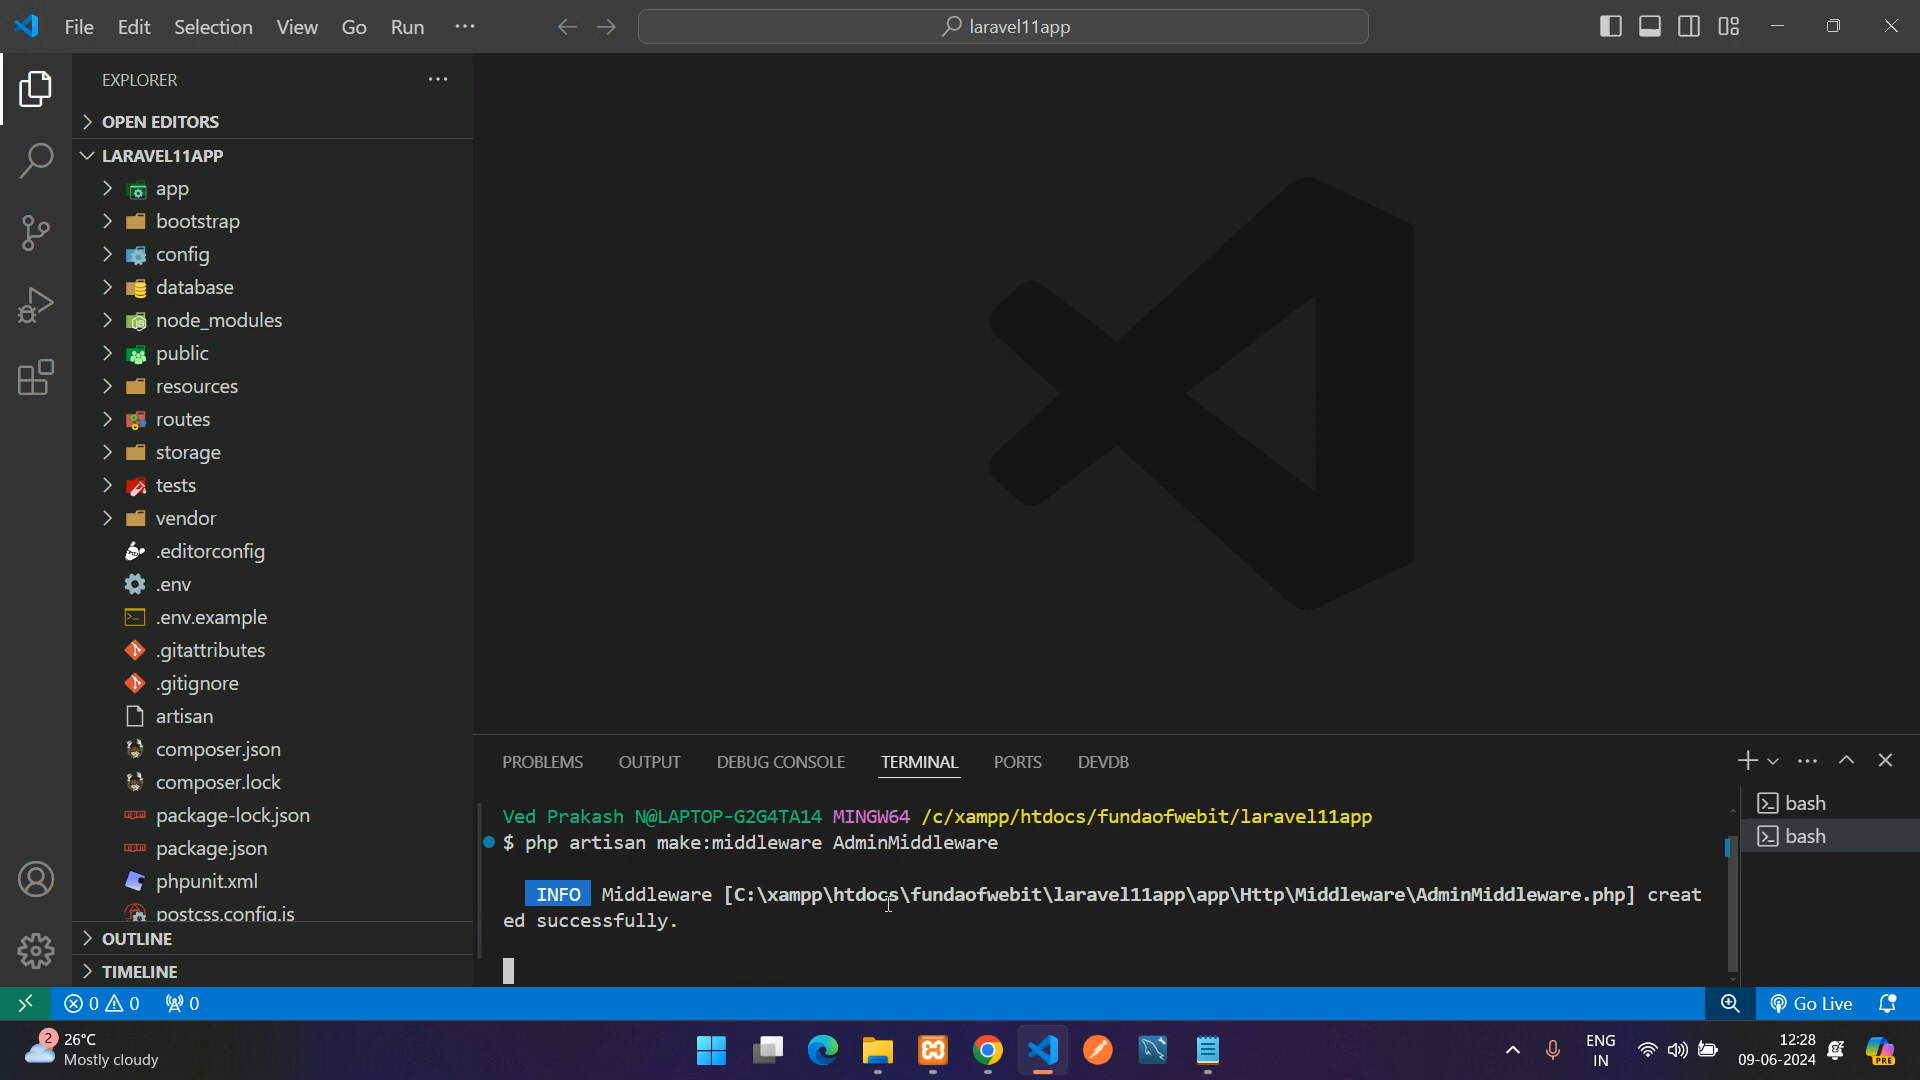 File Edit Selection View Go Run ··· laravel11app
EXPLORER
OPEN EDITORS
LARAVEL11APP
app
bootstrap
config
database
node_modules
public
resources
routes
storage
tests
vendor
.editorconfig
.env
.env.example
.gitattributes
.gitignore
artisan
composer.json
composer.lock
package-lock.json
package.json
phpunit.xml
postcss.config.js
OUTLINE
TIMELINE
PROBLEMS OUTPUT DEBUG CONSOLE TERMINAL PORTS DEVDB
Ved Prakash N@LAPTOP-G2G4TA14 MINGW64 /c/xampp/htdocs/fundaofwebit/laravel11app
$ php artisan make:middleware AdminMiddleware
INFO Middleware [C:\xampp\htdocs\fundaofwebit\laravel11app\app\Http\Middleware\AdminMiddleware.php] creat
ed successfully.
bash
bash
0 0 0 Go Live
2 26°C
Mostly cloudy
ENG
IN
12:28
09-06-2024
PRE